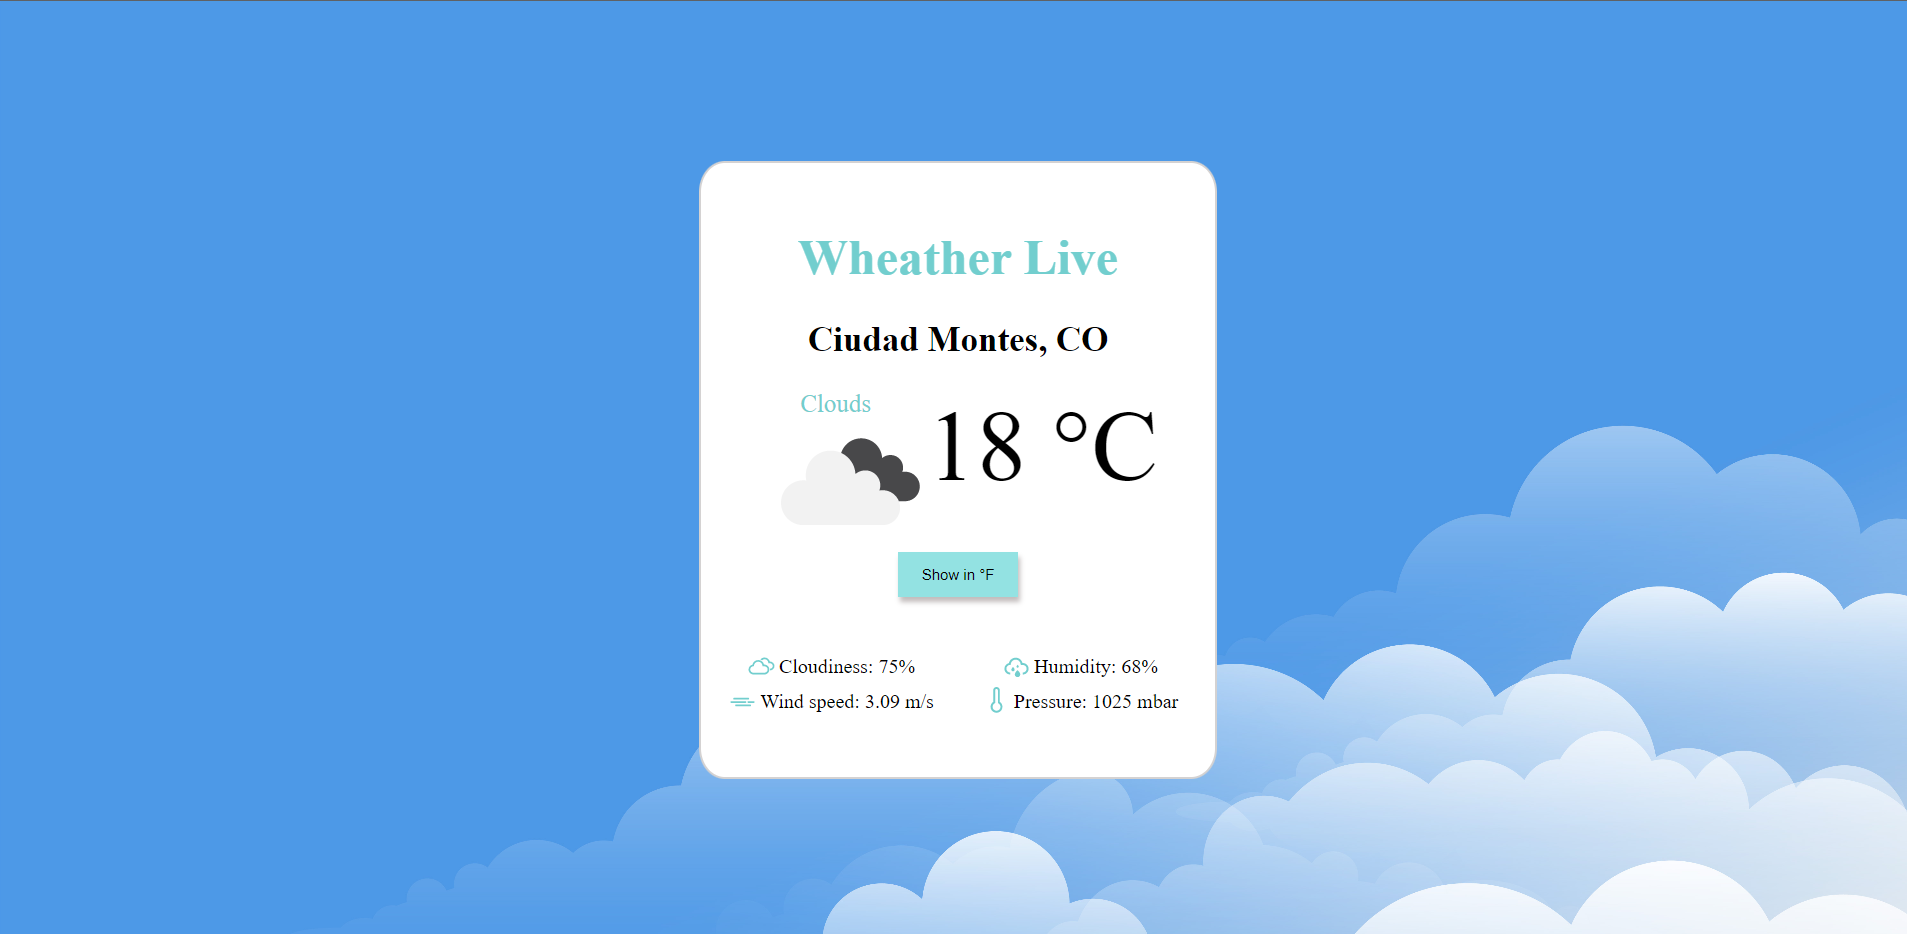 Wheather Live
Ciudad Montes, CO
Clouds
18 °C
Show in °F
Cloudiness: 75%
Humidity: 68%
Wind speed: 3.09 m/s
Pressure: 1025 mbar